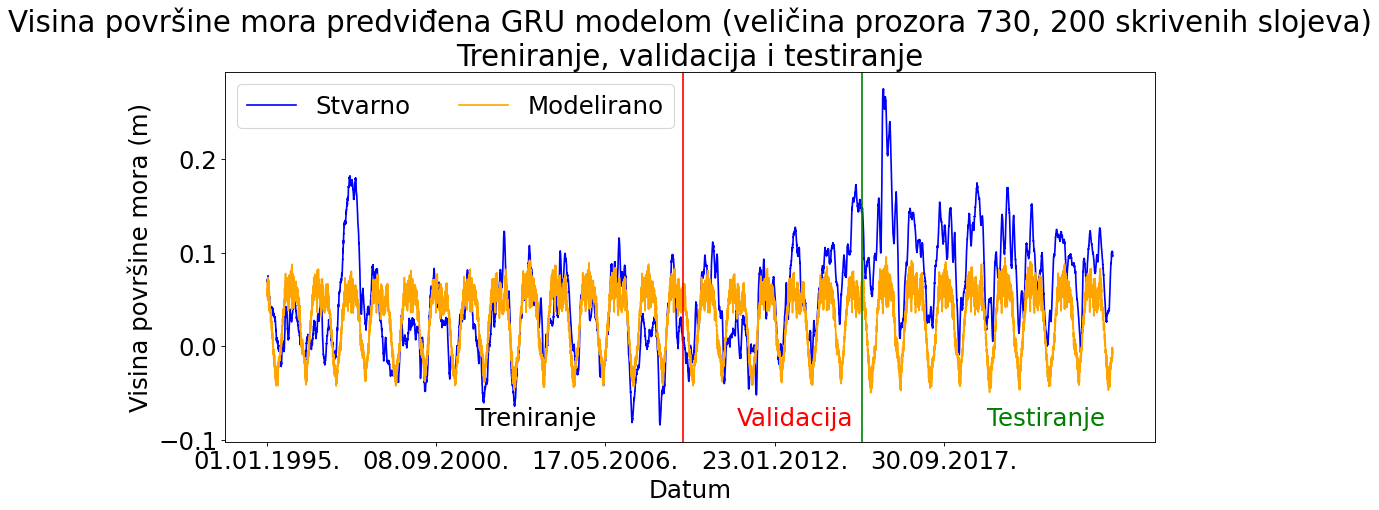 Visina površine mora predviđena GRU modelom (veličina prozora 730, 200 skrivenih slojeva)
Treniranje, validacija i testiranje
Stvarno
Modelirano
Visina površine mora (m)
0.2
0.1
0.0
−0.1
Treniranje
Validacija
Testiranje
01.01.1995.
08.09.2000.
17.05.2006.
23.01.2012.
30.09.2017.
Datum